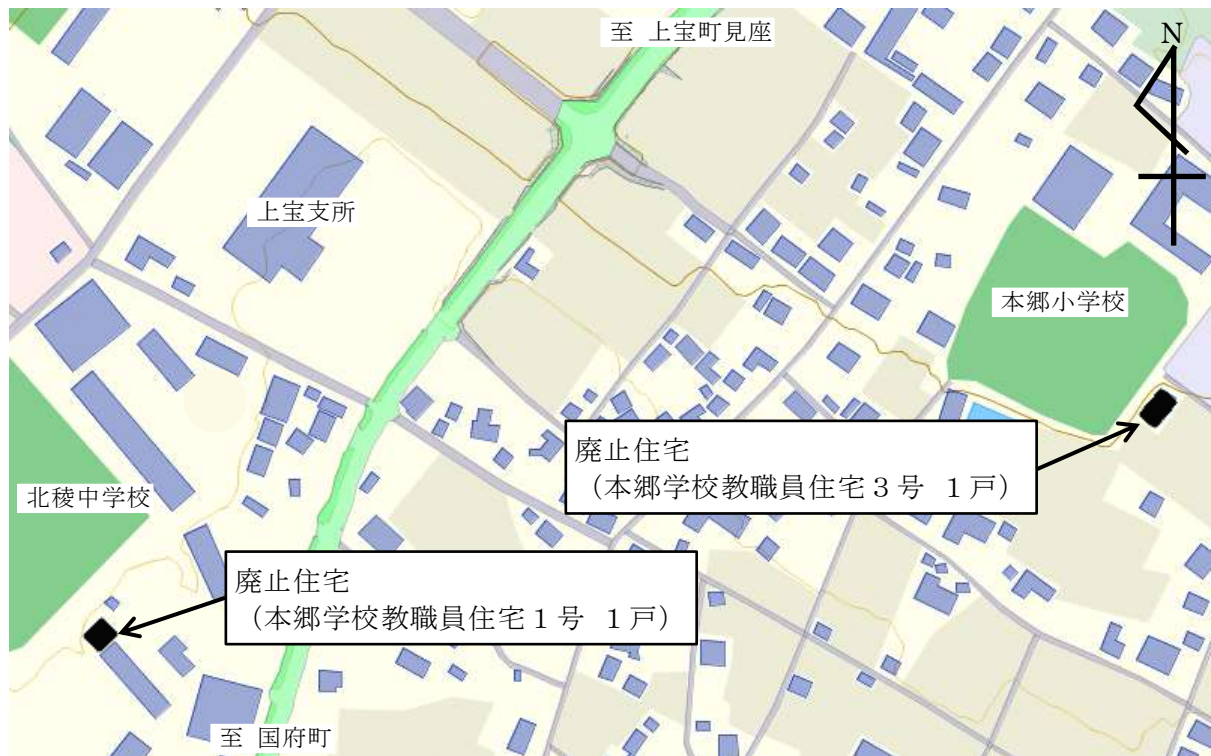 至 上宝町見座
N
上宝支所
本郷小学校
廃止住宅
（本郷学校教職員住宅３号 １戸）
北稜中学校
廃止住宅
（本郷学校教職員住宅１号 １戸）
至 国府町